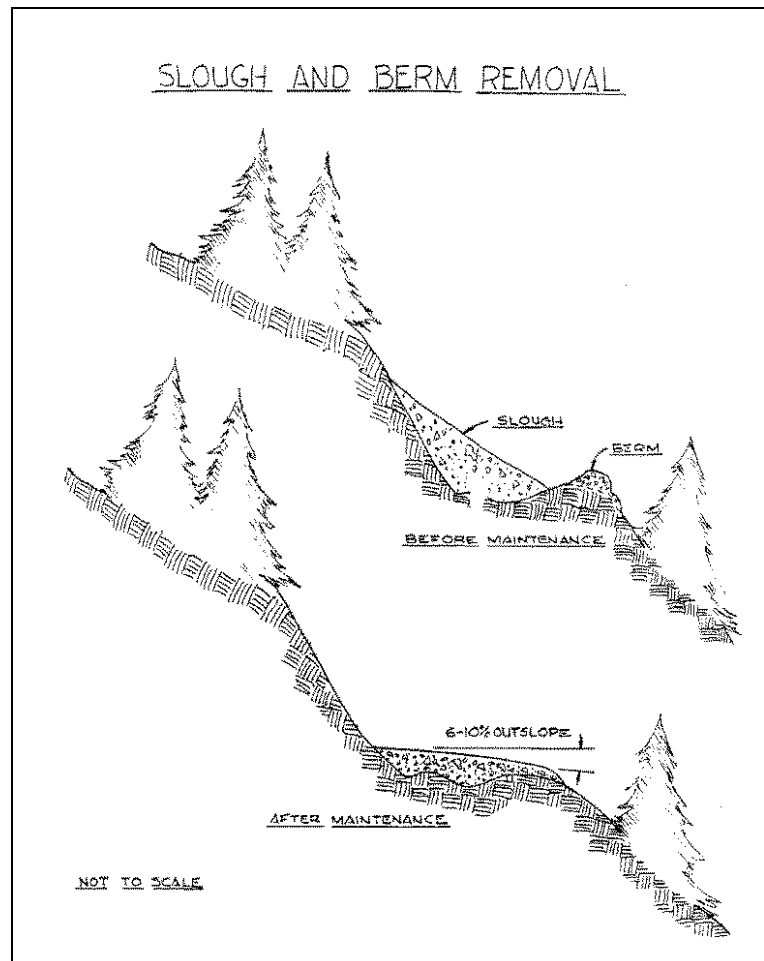 SLOUGH AND BERM REMOVAL
SLOUGH
BERM
BEFORE MAINTENANCE
6-10% OUTSLOPE
AFTER MAINTENANCE
NOT TO SCALE